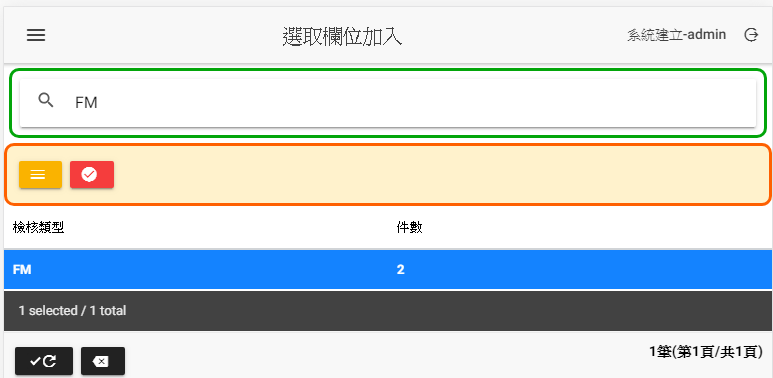 選取欄位加入
系統建立-admin
FM
檢核類型 件數
FM 2
1 selected / 1 total
1筆(第1頁/共1頁)